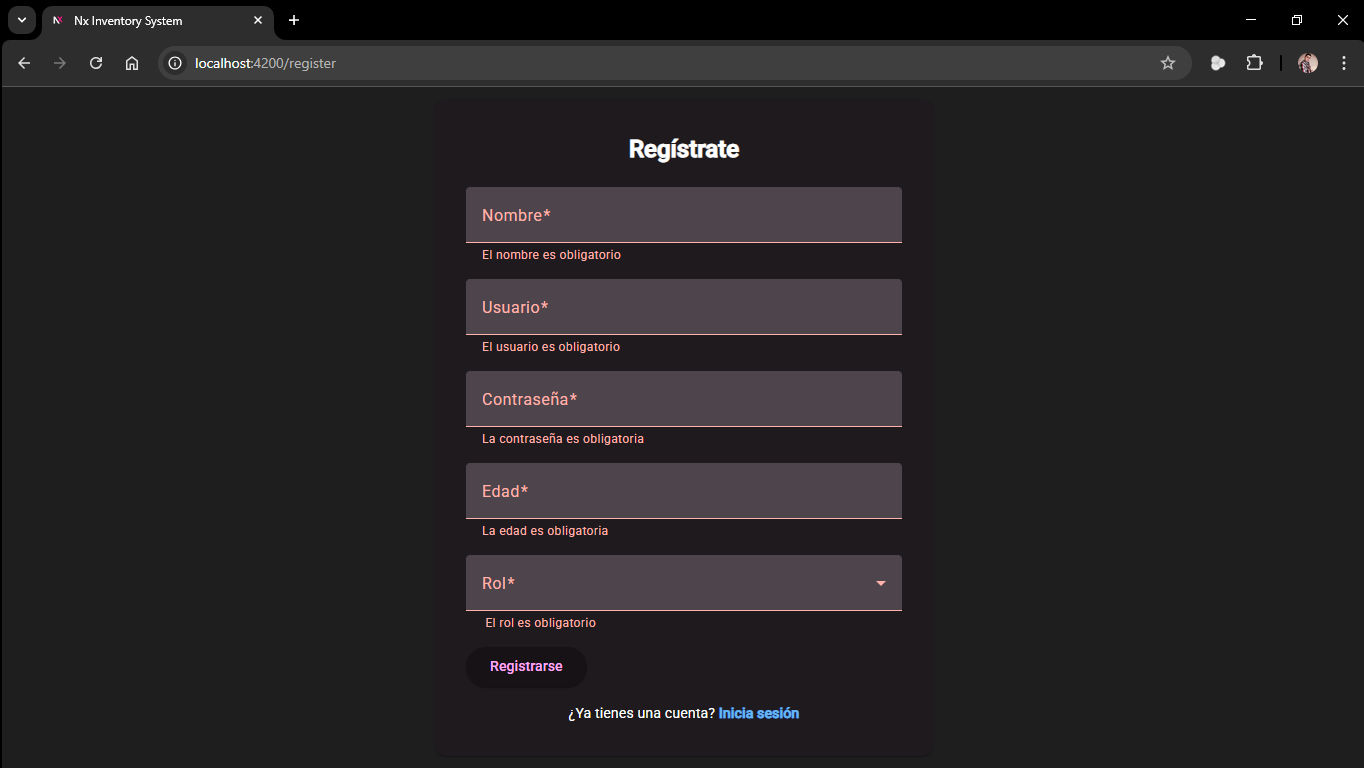 Nx Inventory System
localhost:4200/register
Regístrate
Nombre*
El nombre es obligatorio
Usuario*
El usuario es obligatorio
Contraseña*
La contraseña es obligatoria
Edad*
La edad es obligatoria
Rol*
El rol es obligatorio
Registrarse
¿Ya tienes una cuenta? Inicia sesión